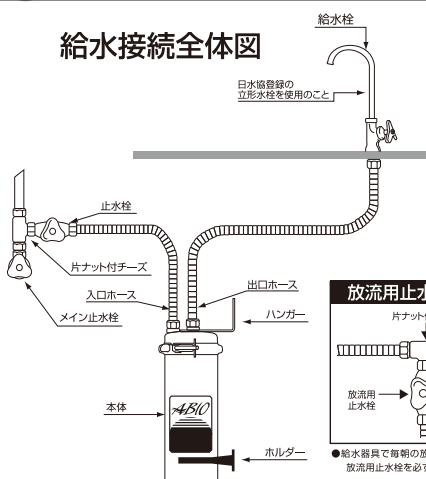 給水接続全体図
給水栓
日水協登録の
立形水栓を使用のこと
止水栓
片ナット付チーズ
入口ホース
出口ホース
メイン止水栓
ハンガー
本体
ABIO
ホルダー
放流用止水
片ナット付
放流用
止水栓
●給水器具で毎朝の放
放流用止水栓を必ず